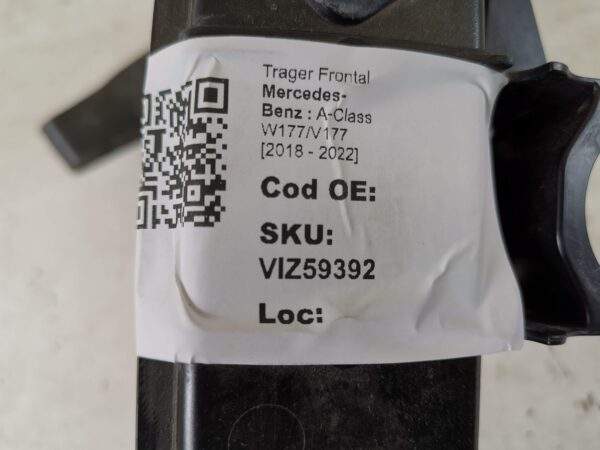 Trager Frontal
Mercedes-
Benz : A-Class
W177/V177
[2018 - 2022]
Cod OE:
SKU:
VIZ59392
Loc: